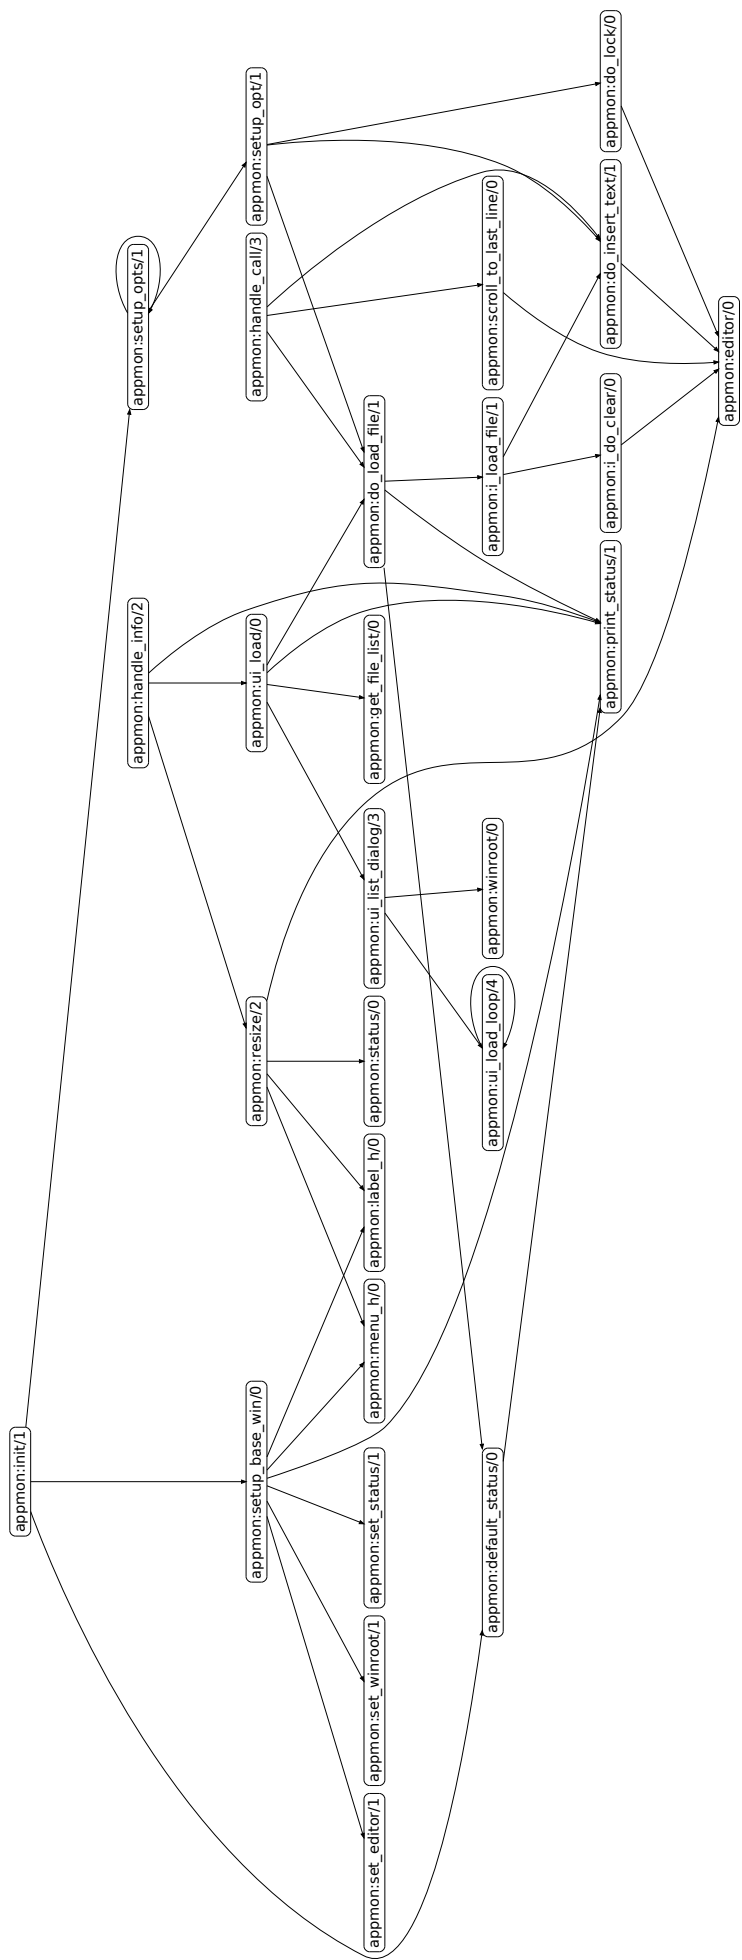 appmon:init/1
appmon:setup_opts/1
appmon:handle_info/2
appmon:setup_opt/1
appmon:handle_call/3
appmon:ui_load/0
appmon:resize/2
appmon:setup_base_win/0
appmon:do_load_file/1
appmon:get_file_list/0
appmon:ui_list_dialog/3
appmon:status/0
appmon:label_h/0
appmon:menu_h/0
appmon:set_status/1
appmon:set_winroot/1
appmon:set_editor/1
appmon:scroll_to_last_line/0
appmon:i_load_file/1
appmon:winroot/0
appmon:ui_load_loop/4
appmon:default_status/0
appmon:do_lock/0
appmon:do_insert_text/1
appmon:i_do_clear/0
appmon:print_status/1
appmon:editor/0